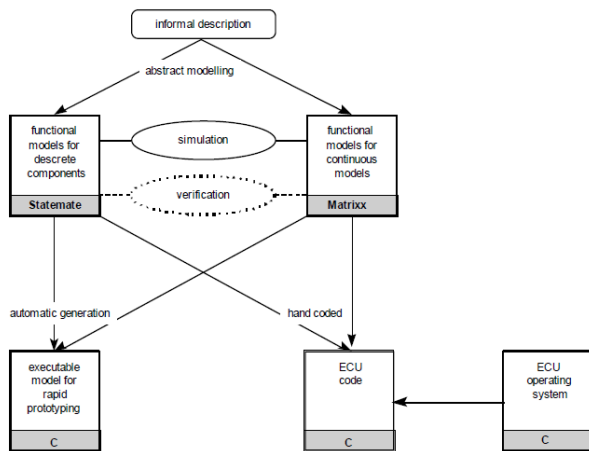 informal description
abstract modelling
functional
models for
descrete
components
Statemate
simulation
verification
functional
models for
continuous
models
Matrixx
automatic generation
hand coded
executable
model for
rapid
prototyping
C
ECU
code
C
ECU
operating
system
C